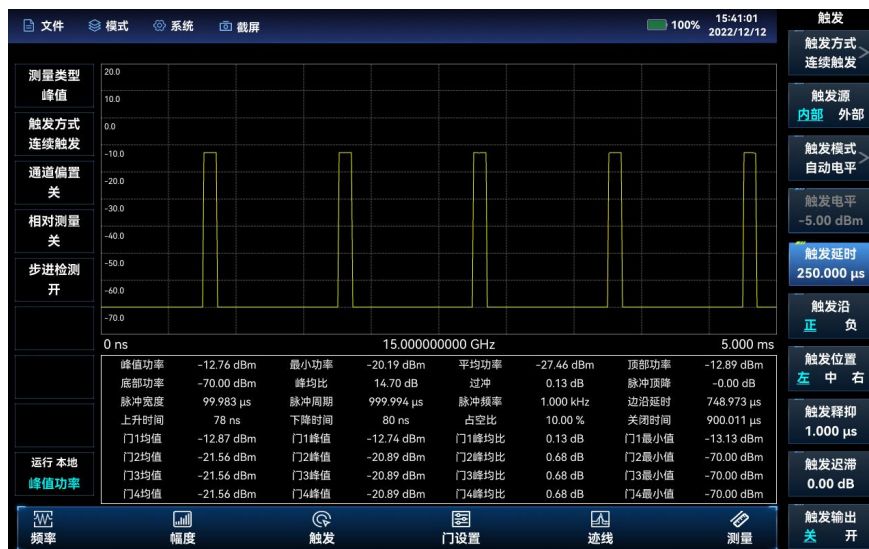 文件 模式 系统 截屏 100% 15:41:01
2022/12/12
测量类型
峰值
触发方式
连续触发
通道偏置
关
相对测量
关
步进检测
开
运行 本地
峰值功率
20.0
10.0
0.0
-10.0
-20.0
-30.0
-40.0
-50.0
-60.0
-70.0
0 ns 15.000000000 GHz 5.000 ms
峰值功率 -12.76 dBm 最小功率 -20.19 dBm 平均功率 -27.46 dBm 顶部功率 -12.89 dBm
底部功率 -70.00 dBm 峰均比 14.70 dB 过冲 0.13 dB 脉冲顶降 -0.00 dB
脉冲宽度 99.983 µs 脉冲周期 999.994 µs 脉冲频率 1.000 kHz 边沿延时 748.973 µs
上升时间 78 ns 下降时间 80 ns 占空比 10.00 % 关闭时间 900.011 µs
门1均值 -12.87 dBm 门1峰值 -12.74 dBm 门1峰均比 0.13 dB 门1最小值 -13.13 dBm
门2均值 -21.56 dBm 门2峰值 -20.89 dBm 门2峰均比 0.68 dB 门2最小值 -70.00 dBm
门3均值 -21.56 dBm 门3峰值 -20.89 dBm 门3峰均比 0.68 dB 门3最小值 -70.00 dBm
门4均值 -21.56 dBm 门4峰值 -20.89 dBm 门4峰均比 0.68 dB 门4最小值 -70.00 dBm
频率 幅度 触发 门设置 迹线 测量
触发
触发方式
连续触发
触发源
内部 外部
触发模式
自动电平
触发电平
-5.00 dBm
触发延时
250.000 µs
触发沿
正 负
触发位置
左 中 右
触发释抑
1.000 µs
触发迟滞
0.00 dB
触发输出
关 开